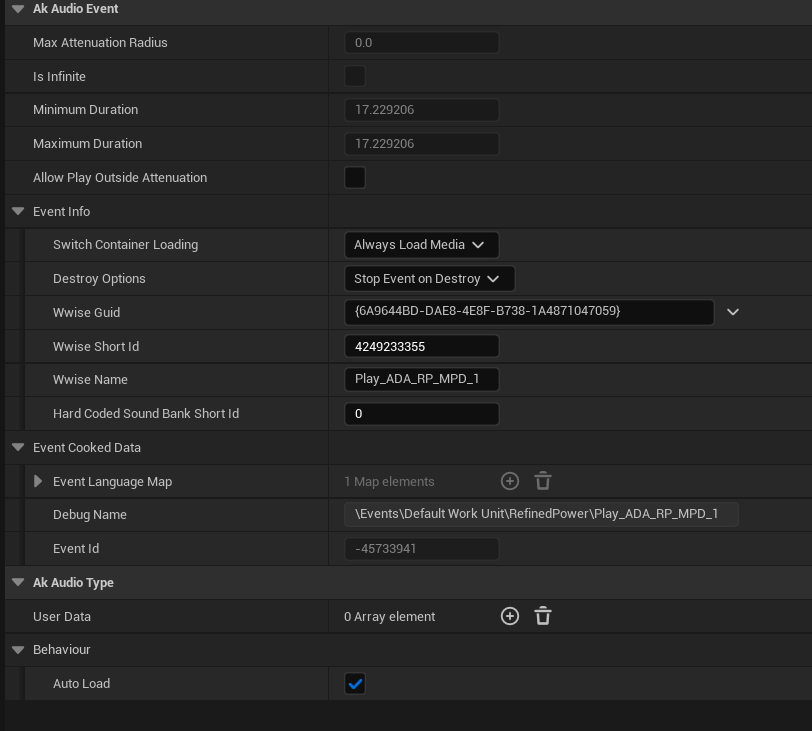 Ak Audio Event
Max Attenuation Radius 0.0
Is Infinite
Minimum Duration 17.229206
Maximum Duration 17.229206
Allow Play Outside Attenuation
Event Info
Switch Container Loading Always Load Media
Destroy Options Stop Event on Destroy
Wwise Guid {6A9644BD-DAE8-4E8F-B738-1A4871047059}
Wwise Short Id 4249233355
Wwise Name Play_ADA_RP_MPD_1
Hard Coded Sound Bank Short Id 0
Event Cooked Data
Event Language Map 1 Map elements
Debug Name \Events\Default Work Unit\RefinedPower\Play_ADA_RP_MPD_1
Event Id -45733941
Ak Audio Type
User Data 0 Array element
Behaviour
Auto Load